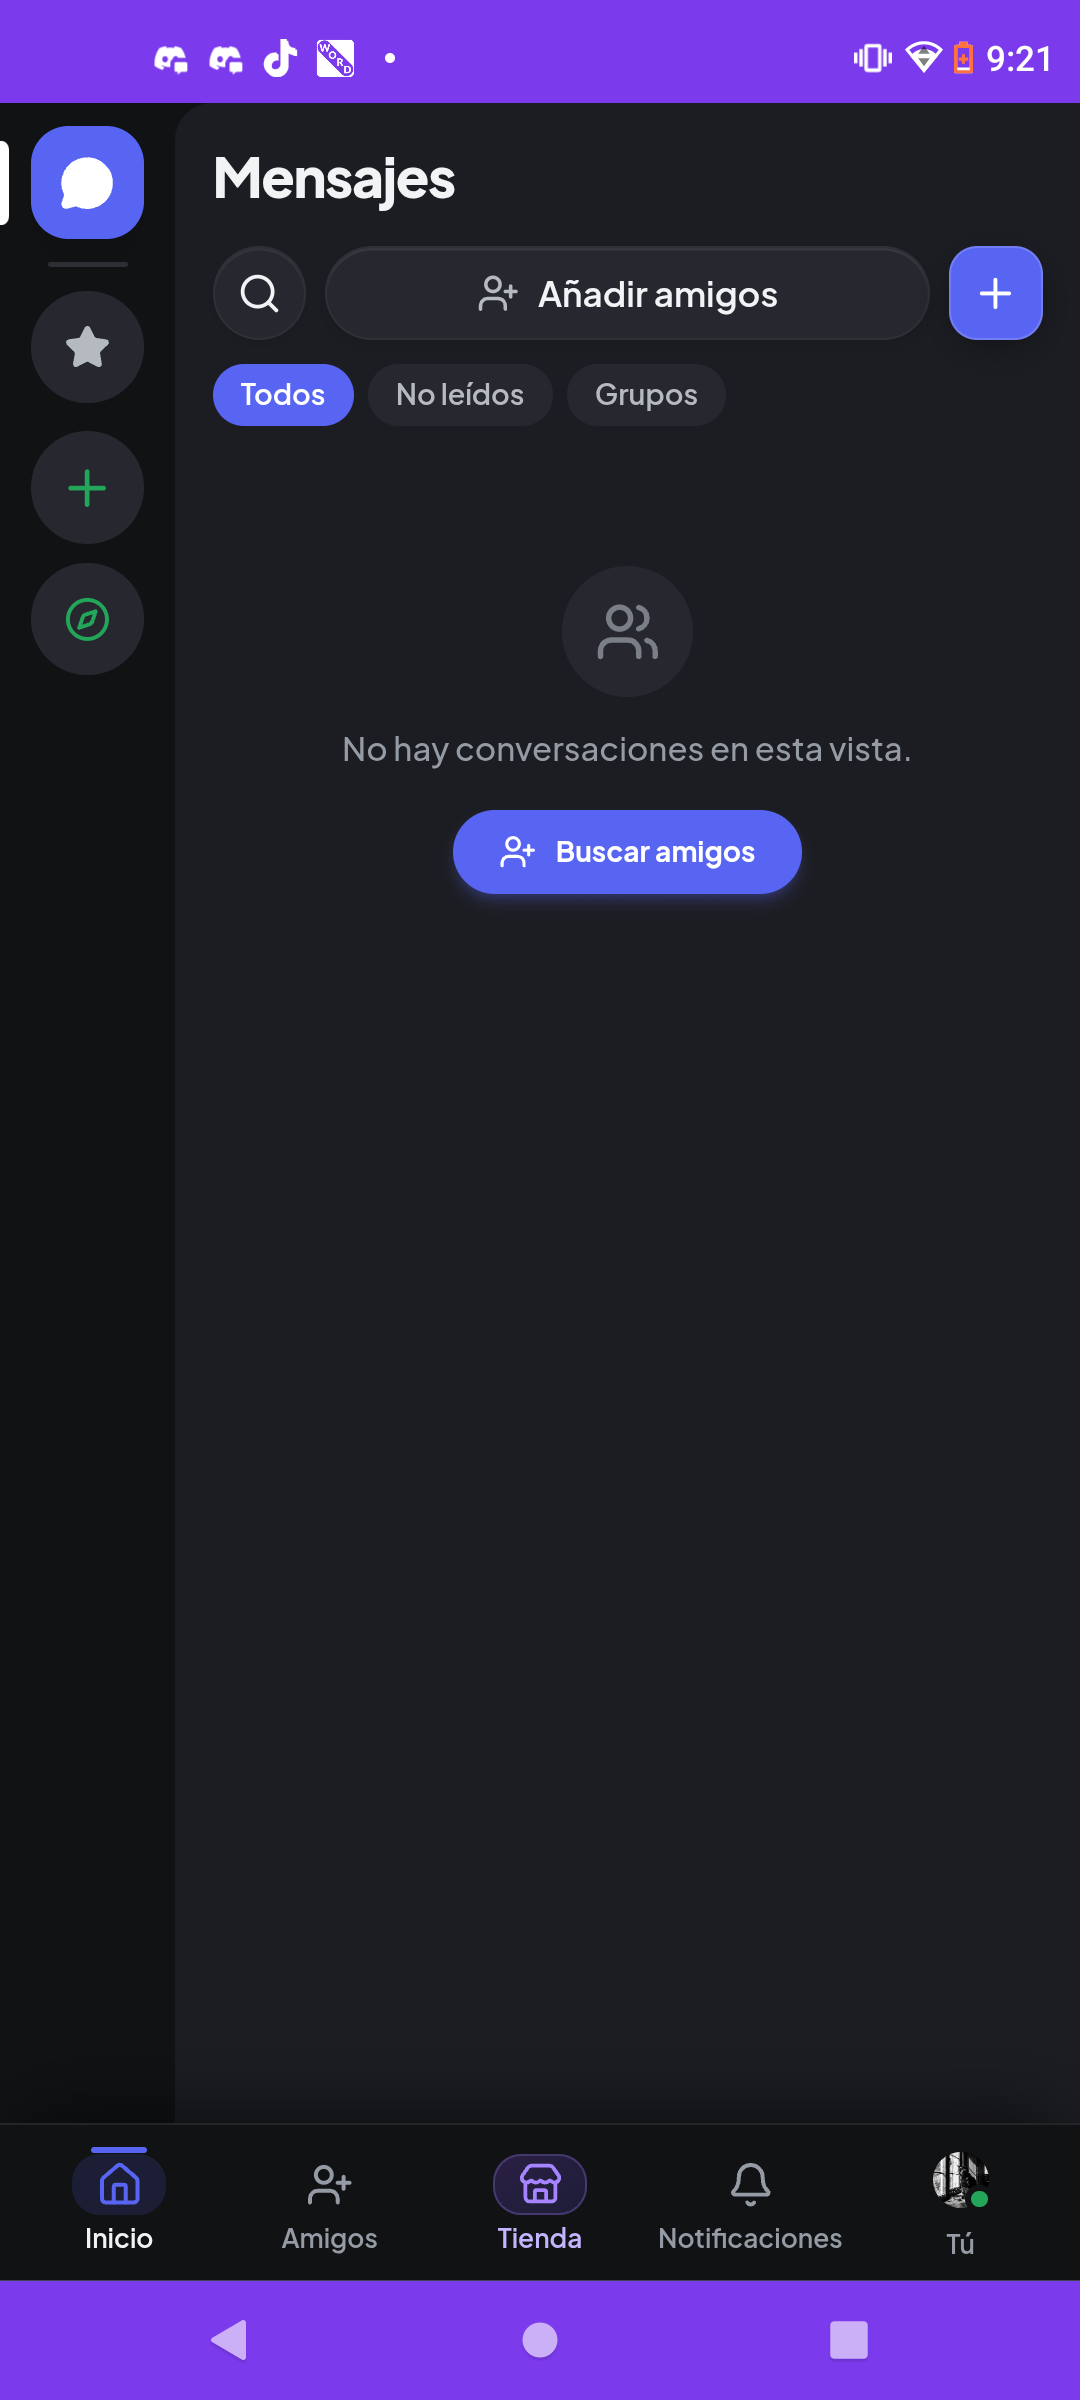 9:21
Mensajes
Añadir amigos
Todos No leídos Grupos
No hay conversaciones en esta vista.
Buscar amigos
Inicio Amigos Tienda Notificaciones Tú